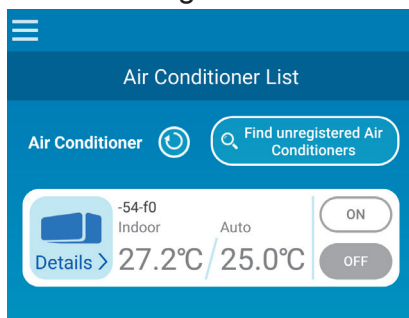 Air Conditioner List
Air Conditioner
Find unregistered Air
Conditioners
-54-f0
Indoor
Auto
Details >
27.2℃
25.0℃
ON
OFF